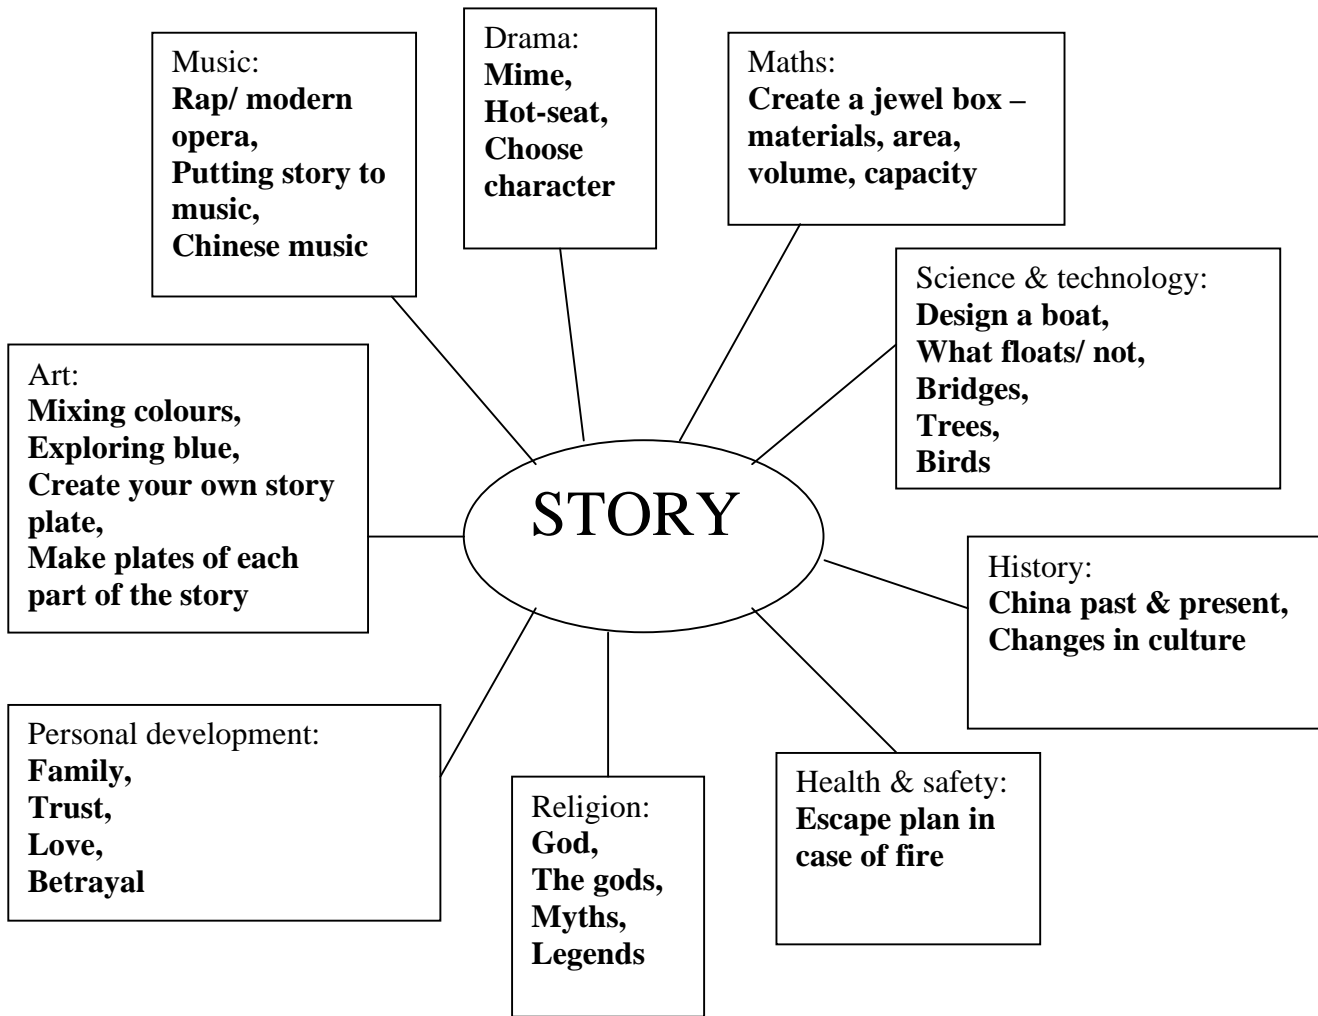 Music:
Rap/ modern
opera,
Putting story to
music,
Chinese music
Drama:
Mime,
Hot-seat,
Choose
character
Maths:
Create a jewel box –
materials, area,
volume, capacity
Science & technology:
Design a boat,
What floats/ not,
Bridges,
Trees,
Birds
Art:
Mixing colours,
Exploring blue,
Create your own story
plate,
Make plates of each
part of the story
STORY
History:
China past & present,
Changes in culture
Personal development:
Family,
Trust,
Love,
Betrayal
Religion:
God,
The gods,
Myths,
Legends
Health & safety:
Escape plan in
case of fire